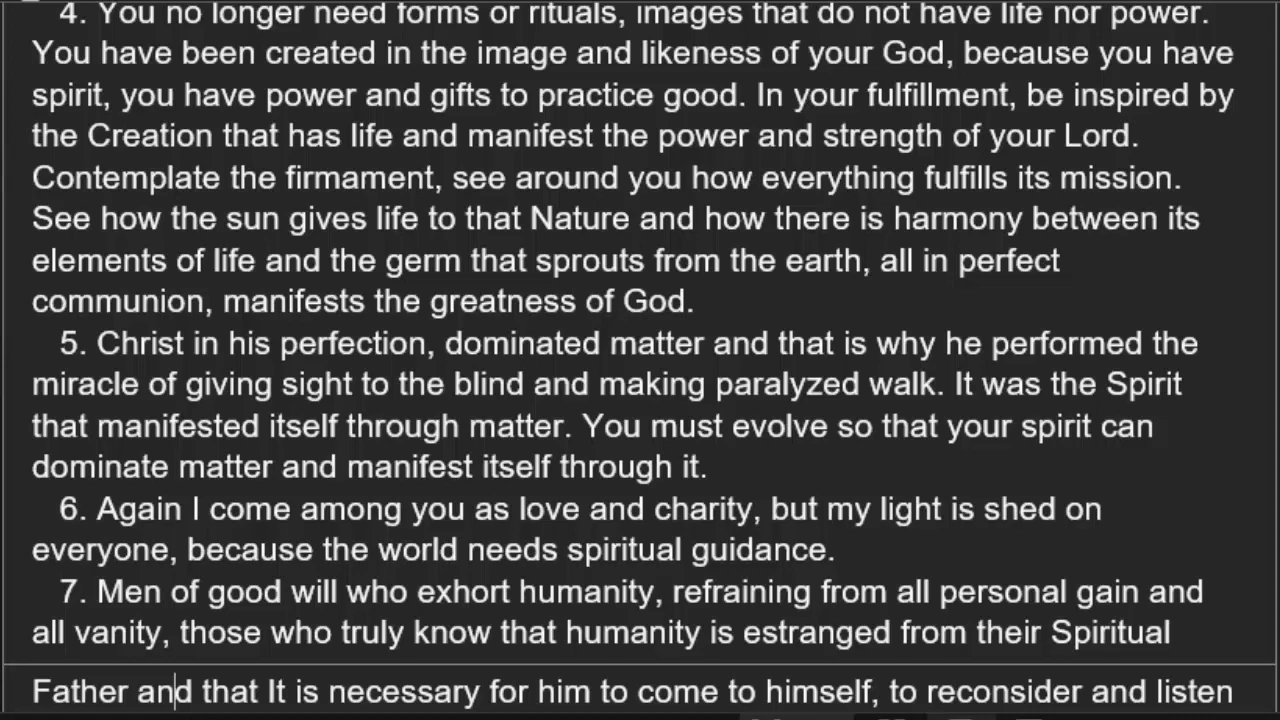 4. You no longer need forms or rituals, images that do not have life nor power.
You have been created in the image and likeness of your God, because you have
spirit, you have power and gifts to practice good. In your fulfillment, be inspired by
the Creation that has life and manifest the power and strength of your Lord.
Contemplate the firmament, see around you how everything fulfills its mission.
See how the sun gives life to that Nature and how there is harmony between its
elements of life and the germ that sprouts from the earth, all in perfect
communion, manifests the greatness of God.
5. Christ in his perfection, dominated matter and that is why he performed the
miracle of giving sight to the blind and making paralyzed walk. It was the Spirit
that manifested itself through matter. You must evolve so that your spirit can
dominate matter and manifest itself through it.
6. Again I come among you as love and charity, but my light is shed on
everyone, because the world needs spiritual guidance.
7. Men of good will who exhort humanity, refraining from all personal gain and
all vanity, those who truly know that humanity is estranged from their Spiritual
Father and that It is necessary for him to come to himself, to reconsider and listen